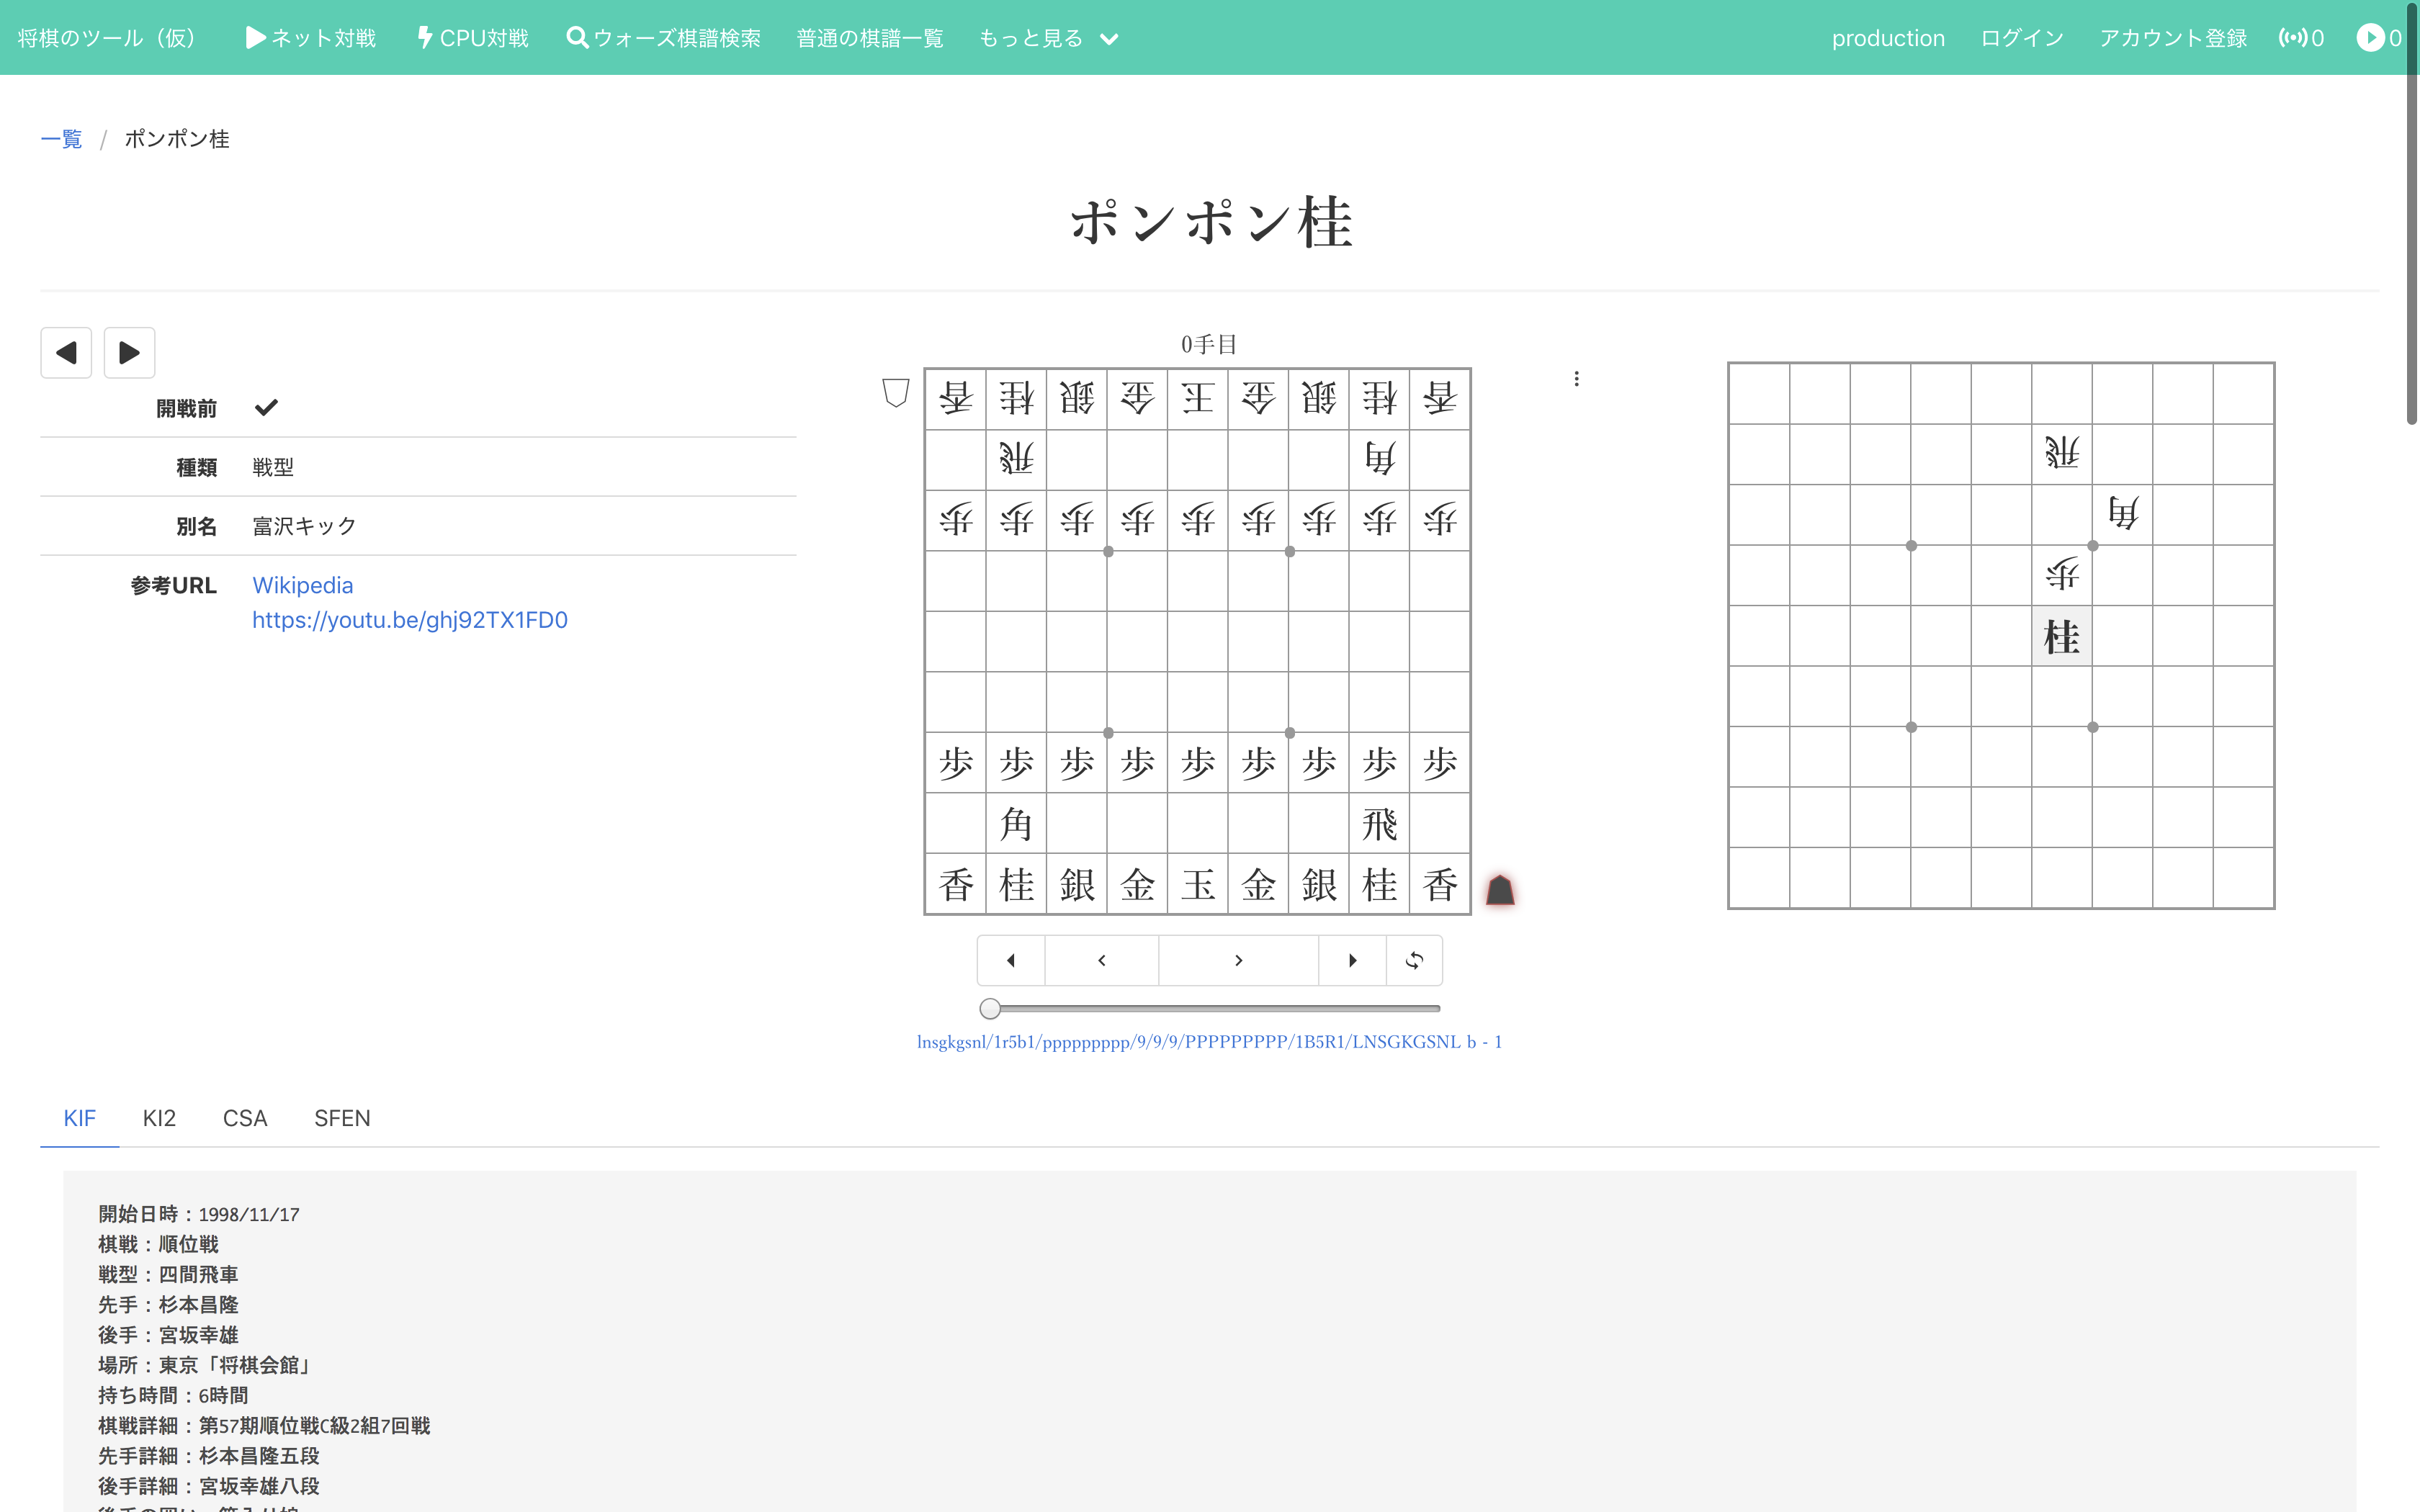 将棋のツール（仮） ネット対戦 CPU対戦 ウォーズ棋譜検索 普通の棋譜一覧 もっと見る production ログイン アカウント登録 0 0
一覧 / ポンポン桂
ポンポン桂
開戦前
種類 戦型
別名 富沢キック
参考URL Wikipedia
https://youtu.be/ghj92TX1FD0
0手目
香桂銀金王金銀桂香
飛角
歩歩歩歩歩歩歩歩歩
歩歩歩歩歩歩歩歩歩
角飛
香桂銀金玉金銀桂香
lnsgkgsnl/1r5b1/ppppppppp/9/9/9/PPPPPPPPP/1B5R1/LNSGKGSNL b - 1
飛
角
歩
桂
KIF KI2 CSA SFEN
開始日時：1998/11/17
棋戦：順位戦
戦型：四間飛車
先手：杉本昌隆
後手：宮坂幸雄
場所：東京「将棋会館」
持ち時間：6時間
棋戦詳細：第57期順位戦C級2組7回戦
先手詳細：杉本昌隆五段
後手詳細：宮坂幸雄八段